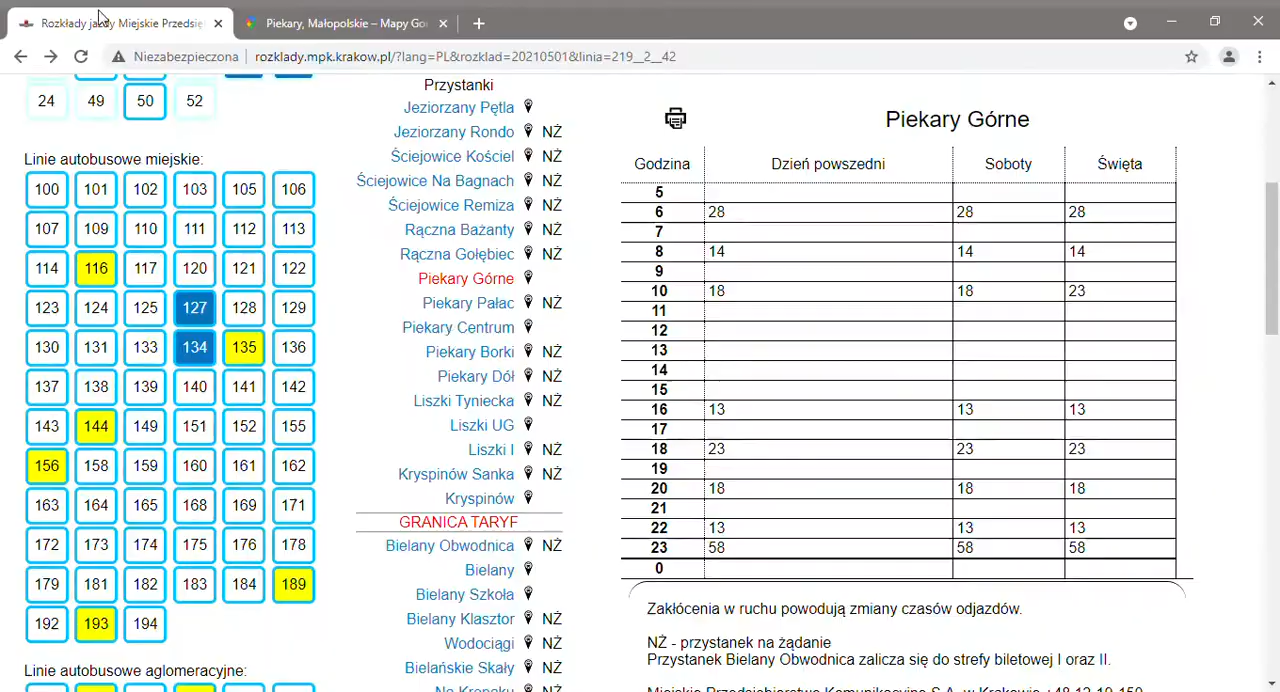 Rozkłady jazdy Miejskie Przedsię
Piekary, Małopolskie – Mapy Go
Niezabezpieczona
rozklady.mpk.krakow.pl/?lang=PL&rozklad=20210501&linia=219__2__42
24 49 50 52
Linie autobusowe miejskie:
100 101 102 103 105 106
107 109 110 111 112 113
114 116 117 120 121 122
123 124 125 127 128 129
130 131 133 134 135 136
137 138 139 140 141 142
143 144 149 151 152 155
156 158 159 160 161 162
163 164 165 168 169 171
172 173 174 175 176 178
179 181 182 183 184 189
192 193 194
Linie autobusowe aglomeracyjne:
Przystanki
Jeziorzany Pętla
Jeziorzany Rondo NŻ
Ściejowice Kościel NŻ
Ściejowice Na Bagnach NŻ
Ściejowice Remiza NŻ
Rączna Bażanty NŻ
Rączna Gołębiec NŻ
Piekary Górne
Piekary Pałac NŻ
Piekary Centrum
Piekary Borki NŻ
Piekary Dół NŻ
Liszki Tyniecka NŻ
Liszki UG
Liszki I NŻ
Kryspinów Sanka NŻ
Kryspinów
GRANICA TARYF
Bielany Obwodnica NŻ
Bielany
Bielany Szkoła
Bielany Klasztor NŻ
Wodociągi NŻ
Bielańskie Skały NŻ
Na Krępaku NŻ
Piekary Górne
Godzina Dzień powszedni Soboty Święta
5
6 28 28 28
7
8 14 14 14
9
10 18 18 23
11
12
13
14
15
16 13 13 13
17
18 23 23 23
19
20 18 18 18
21
22 13 13 13
23 58 58 58
0
Zakłócenia w ruchu powodują zmiany czasów odjazdów.
NŻ - przystanek na żądanie
Przystanek Bielany Obwodnica zalicza się do strefy biletowej I oraz II.
Miejskie Przedsiębiorstwo Komunikacyjne S.A. w Krakowie +48 12 19 150